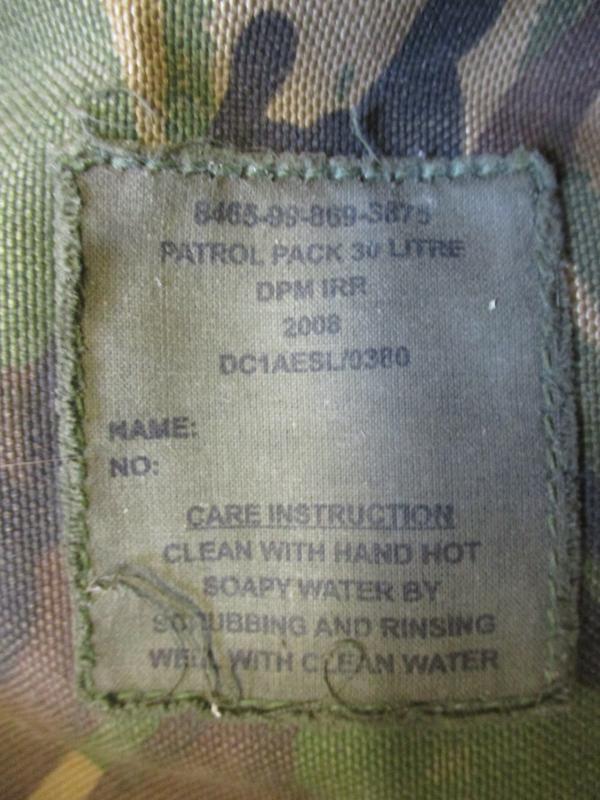 8465-99-869-3875
PATROL PACK 30 LITRE
DPM IRR
2008
DC1AESL/0380
NAME:
NO:
CARE INSTRUCTION
CLEAN WITH HAND HOT
SOAPY WATER BY
SCRUBBING AND RINSING
WELL WITH CLEAN WATER